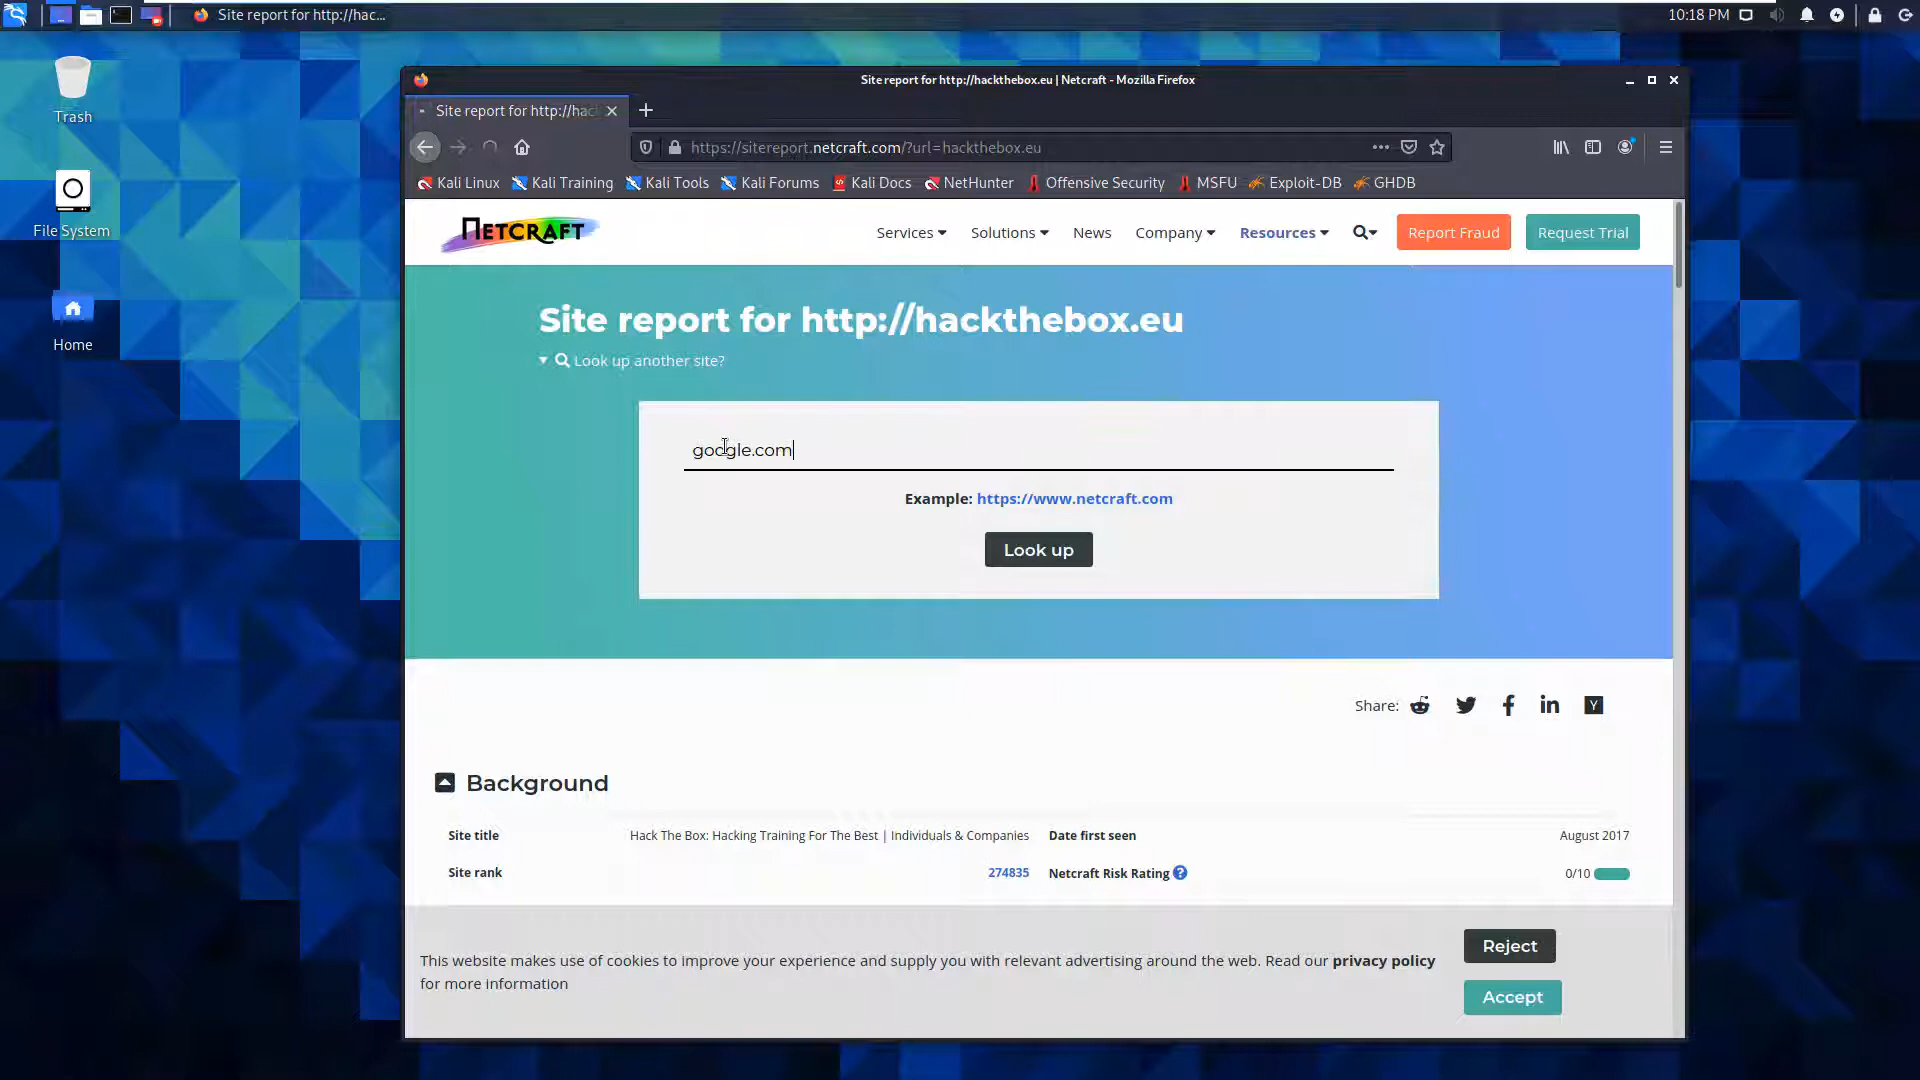 Site report for http://hac...
10:18 PM
Trash
File System
Home
Site report for http://hackthebox.eu | Netcraft - Mozilla Firefox
Site report for http://hac
https://sitereport.netcraft.com/?url=hackthebox.eu
Kali Linux Kali Training Kali Tools Kali Forums Kali Docs NetHunter Offensive Security MSFU Exploit-DB GHDB
NETCRAFT
Services Solutions News Company Resources Report Fraud Request Trial
Site report for http://hackthebox.eu
Look up another site?
google.com
Example: https://www.netcraft.com
Look up
Share: Y
Background
Site title Hack The Box: Hacking Training For The Best | Individuals & Companies Date first seen August 2017
Site rank 274835 Netcraft Risk Rating ? 0/10
This website makes use of cookies to improve your experience and supply you with relevant advertising around the web. Read our privacy policy
for more information
Reject
Accept